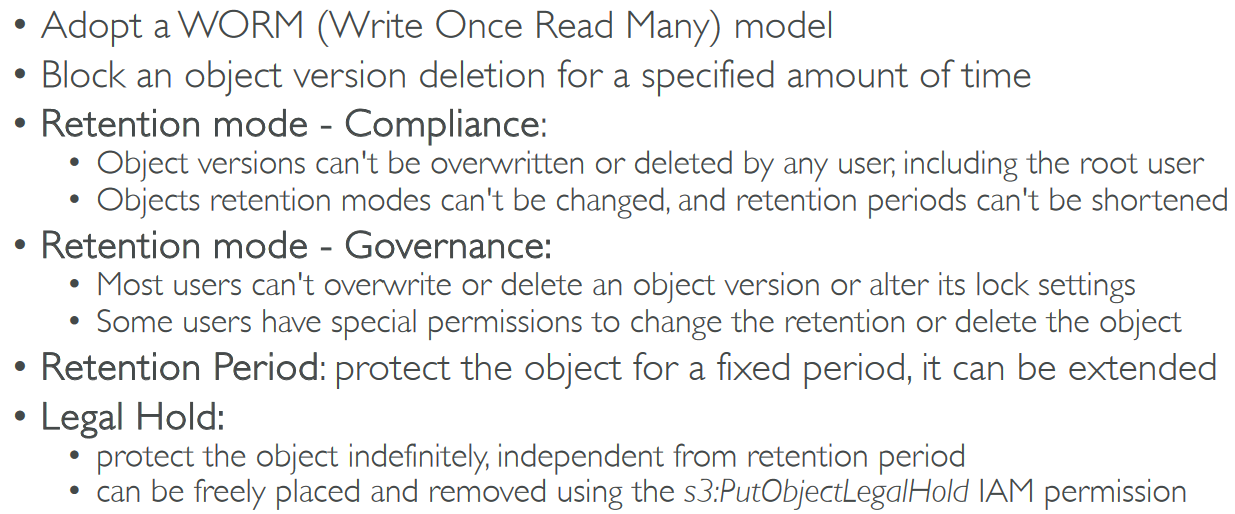 • Adopt a WORM (Write Once Read Many) model
• Block an object version deletion for a specified amount of time
• Retention mode - Compliance:
• Object versions can't be overwritten or deleted by any user, including the root user
• Objects retention modes can't be changed, and retention periods can't be shortened
• Retention mode - Governance:
• Most users can't overwrite or delete an object version or alter its lock settings
• Some users have special permissions to change the retention or delete the object
• Retention Period: protect the object for a fixed period, it can be extended
• Legal Hold:
• protect the object indefinitely, independent from retention period
• can be freely placed and removed using the s3:PutObjectLegalHold IAM permission